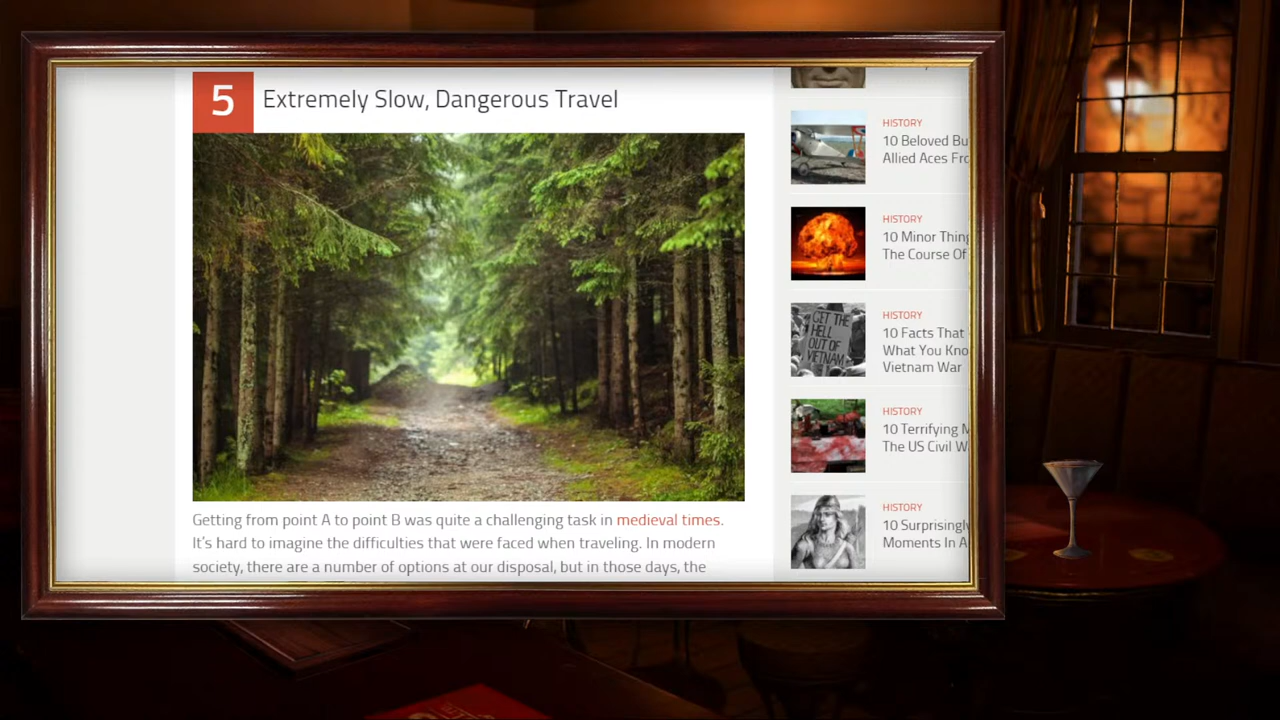 5
Extremely Slow, Dangerous Travel
Getting from point A to point B was quite a challenging task in medieval times.
It's hard to imagine the difficulties that were faced when traveling. In modern
society, there are a number of options at our disposal, but in those days, the
HISTORY
10 Beloved
Allied Aces
HISTORY
10 Minor
The Course Of
HISTORY
10 Facts That
What You
Vietnam War
GET THE
HELL
OUT OF
VIETNAM
HISTORY
10 Terrifying
The US Civil
HISTORY
10 Surprisingly
Moments In